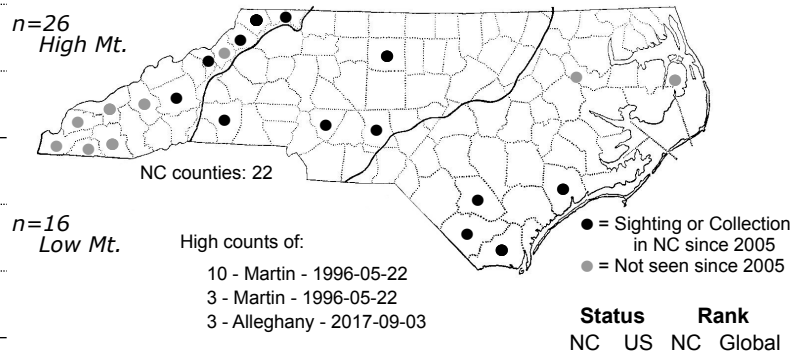 n=26
High Mt.
NC counties: 22
n=16
Low Mt.
High counts of:
10 - Martin - 1996-05-22
3 - Martin - 1996-05-22
3 - Alleghany - 2017-09-03
= Sighting or Collection
in NC since 2005
= Not seen since 2005
Status Rank
NC US NC Global